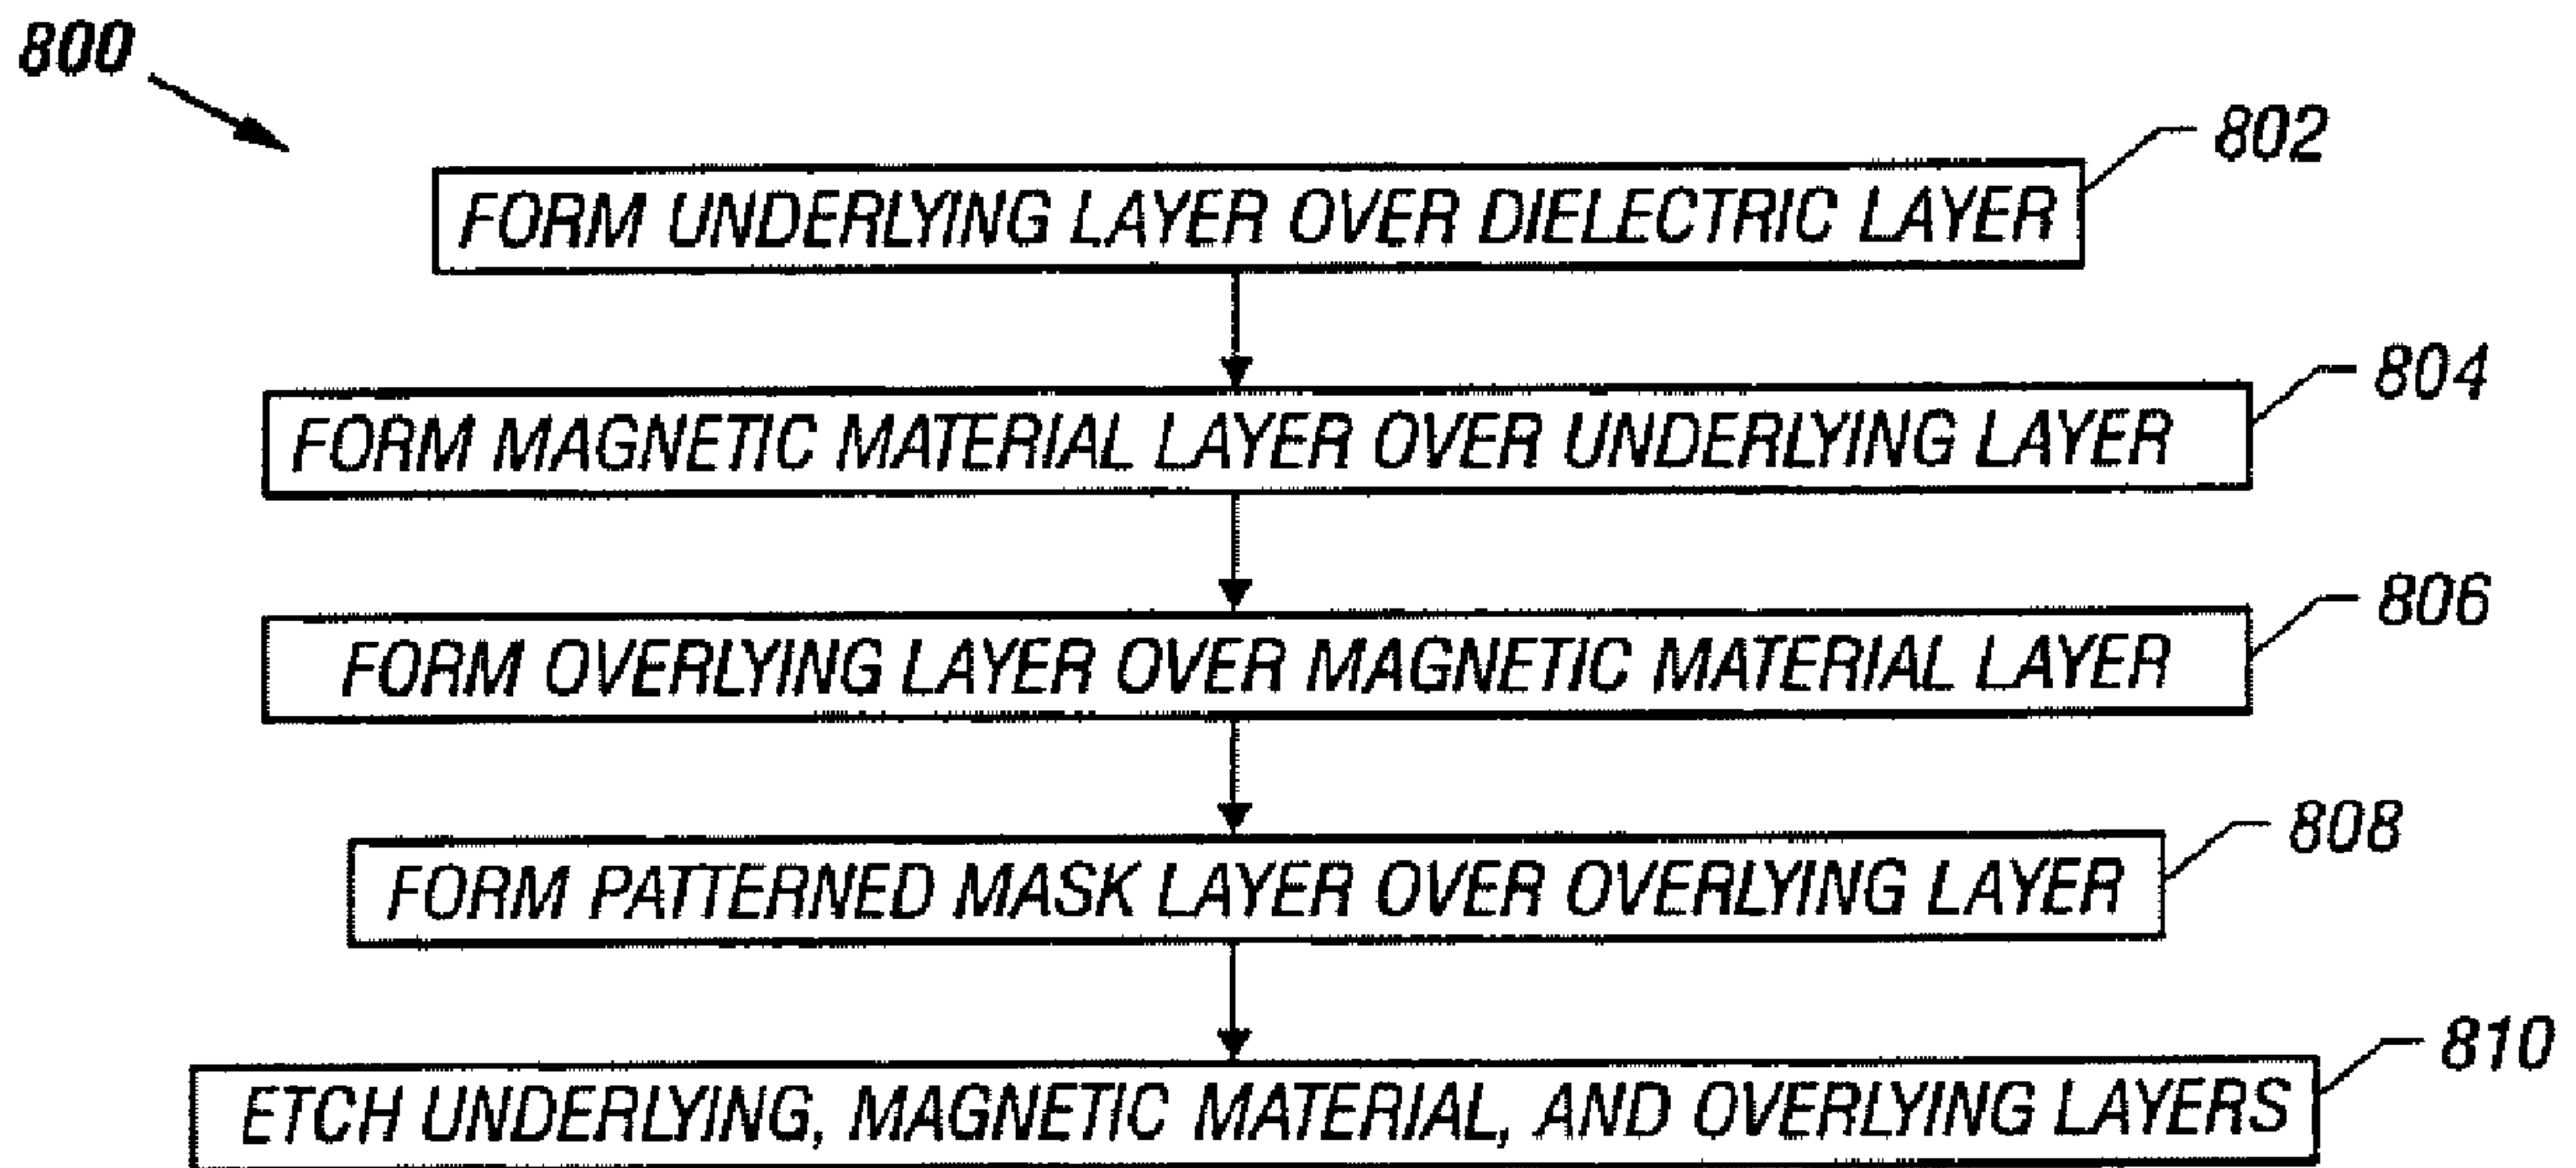 800
802
FORM UNDERLYING LAYER OVER DIELECTRIC LAYER
804
FORM MAGNETIC MATERIAL LAYER OVER UNDERLYING LAYER
806
FORM OVERLYING LAYER OVER MAGNETIC MATERIAL LAYER
808
FORM PATTERNED MASK LAYER OVER OVERLYING LAYER
810
ETCH UNDERLYING, MAGNETIC MATERIAL, AND OVERLYING LAYERS